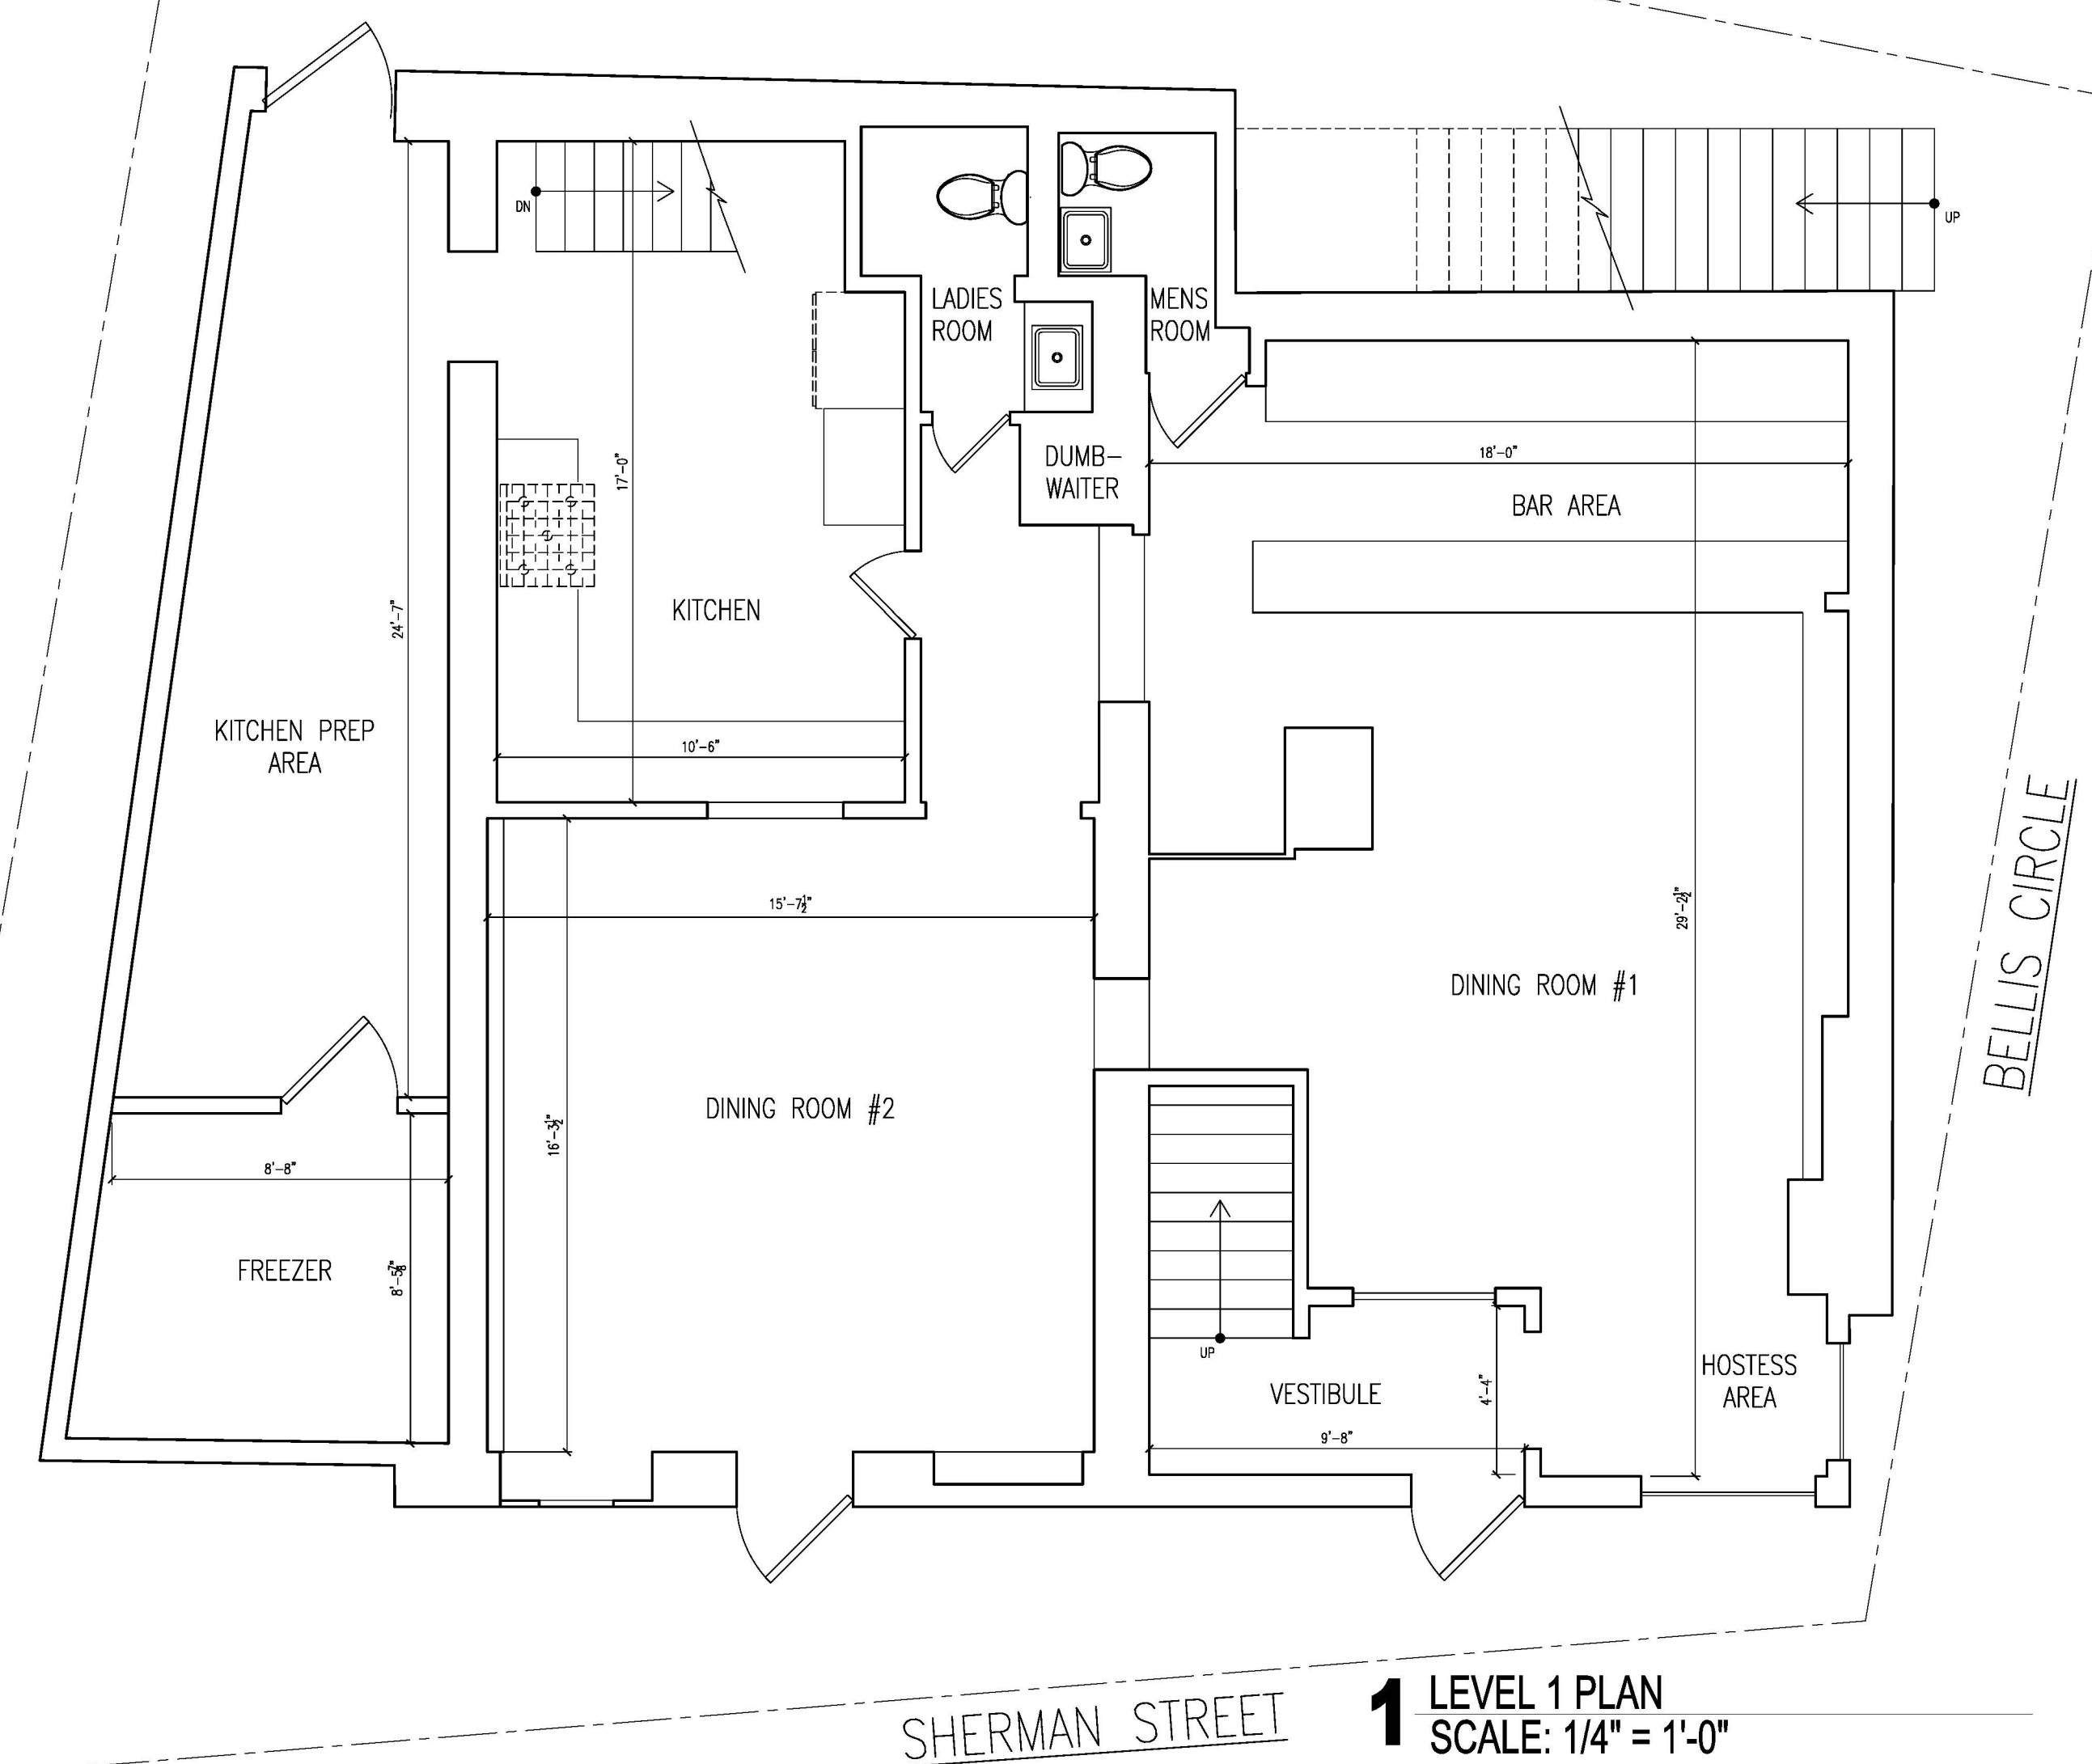 DN
UP
LADIES
ROOM
MENS
ROOM
DUMB-
WAITER
18'-0"
BAR AREA
17'-0"
24'-7"
KITCHEN
KITCHEN PREP
AREA
10'-6"
15'-7½"
29'-2½"
BELLIS CIRCLE
DINING ROOM #1
DINING ROOM #2
16'-3½"
8'-8"
FREEZER
8'-5⅞"
UP
VESTIBULE
4'-4"
9'-8"
HOSTESS
AREA
SHERMAN STREET
1
LEVEL 1 PLAN
SCALE: 1/4" = 1'-0"